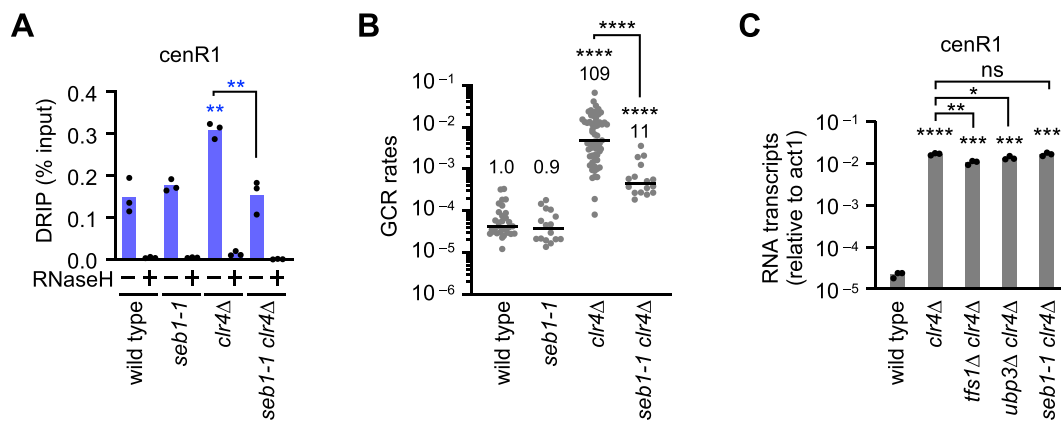 A
cenR1
DRIP (% input)
0.4
0.3
0.2
0.1
0.0
**
**
RNaseH
− + − + − + − +
wild type
seb1-1
clr4Δ
seb1-1 clr4Δ
B
GCR rates
10⁻¹
10⁻²
10⁻³
10⁻⁴
10⁻⁵
10⁻⁶
1.0
0.9
****
109
****
****
11
wild type
seb1-1
clr4Δ
seb1-1 clr4Δ
C
cenR1
RNA transcripts
(relative to act1)
10⁻¹
10⁻²
10⁻³
10⁻⁴
10⁻⁵
ns
*
**
**** *** *** ***
wild type
clr4Δ
tfs1Δ clr4Δ
ubp3Δ clr4Δ
seb1-1 clr4Δ